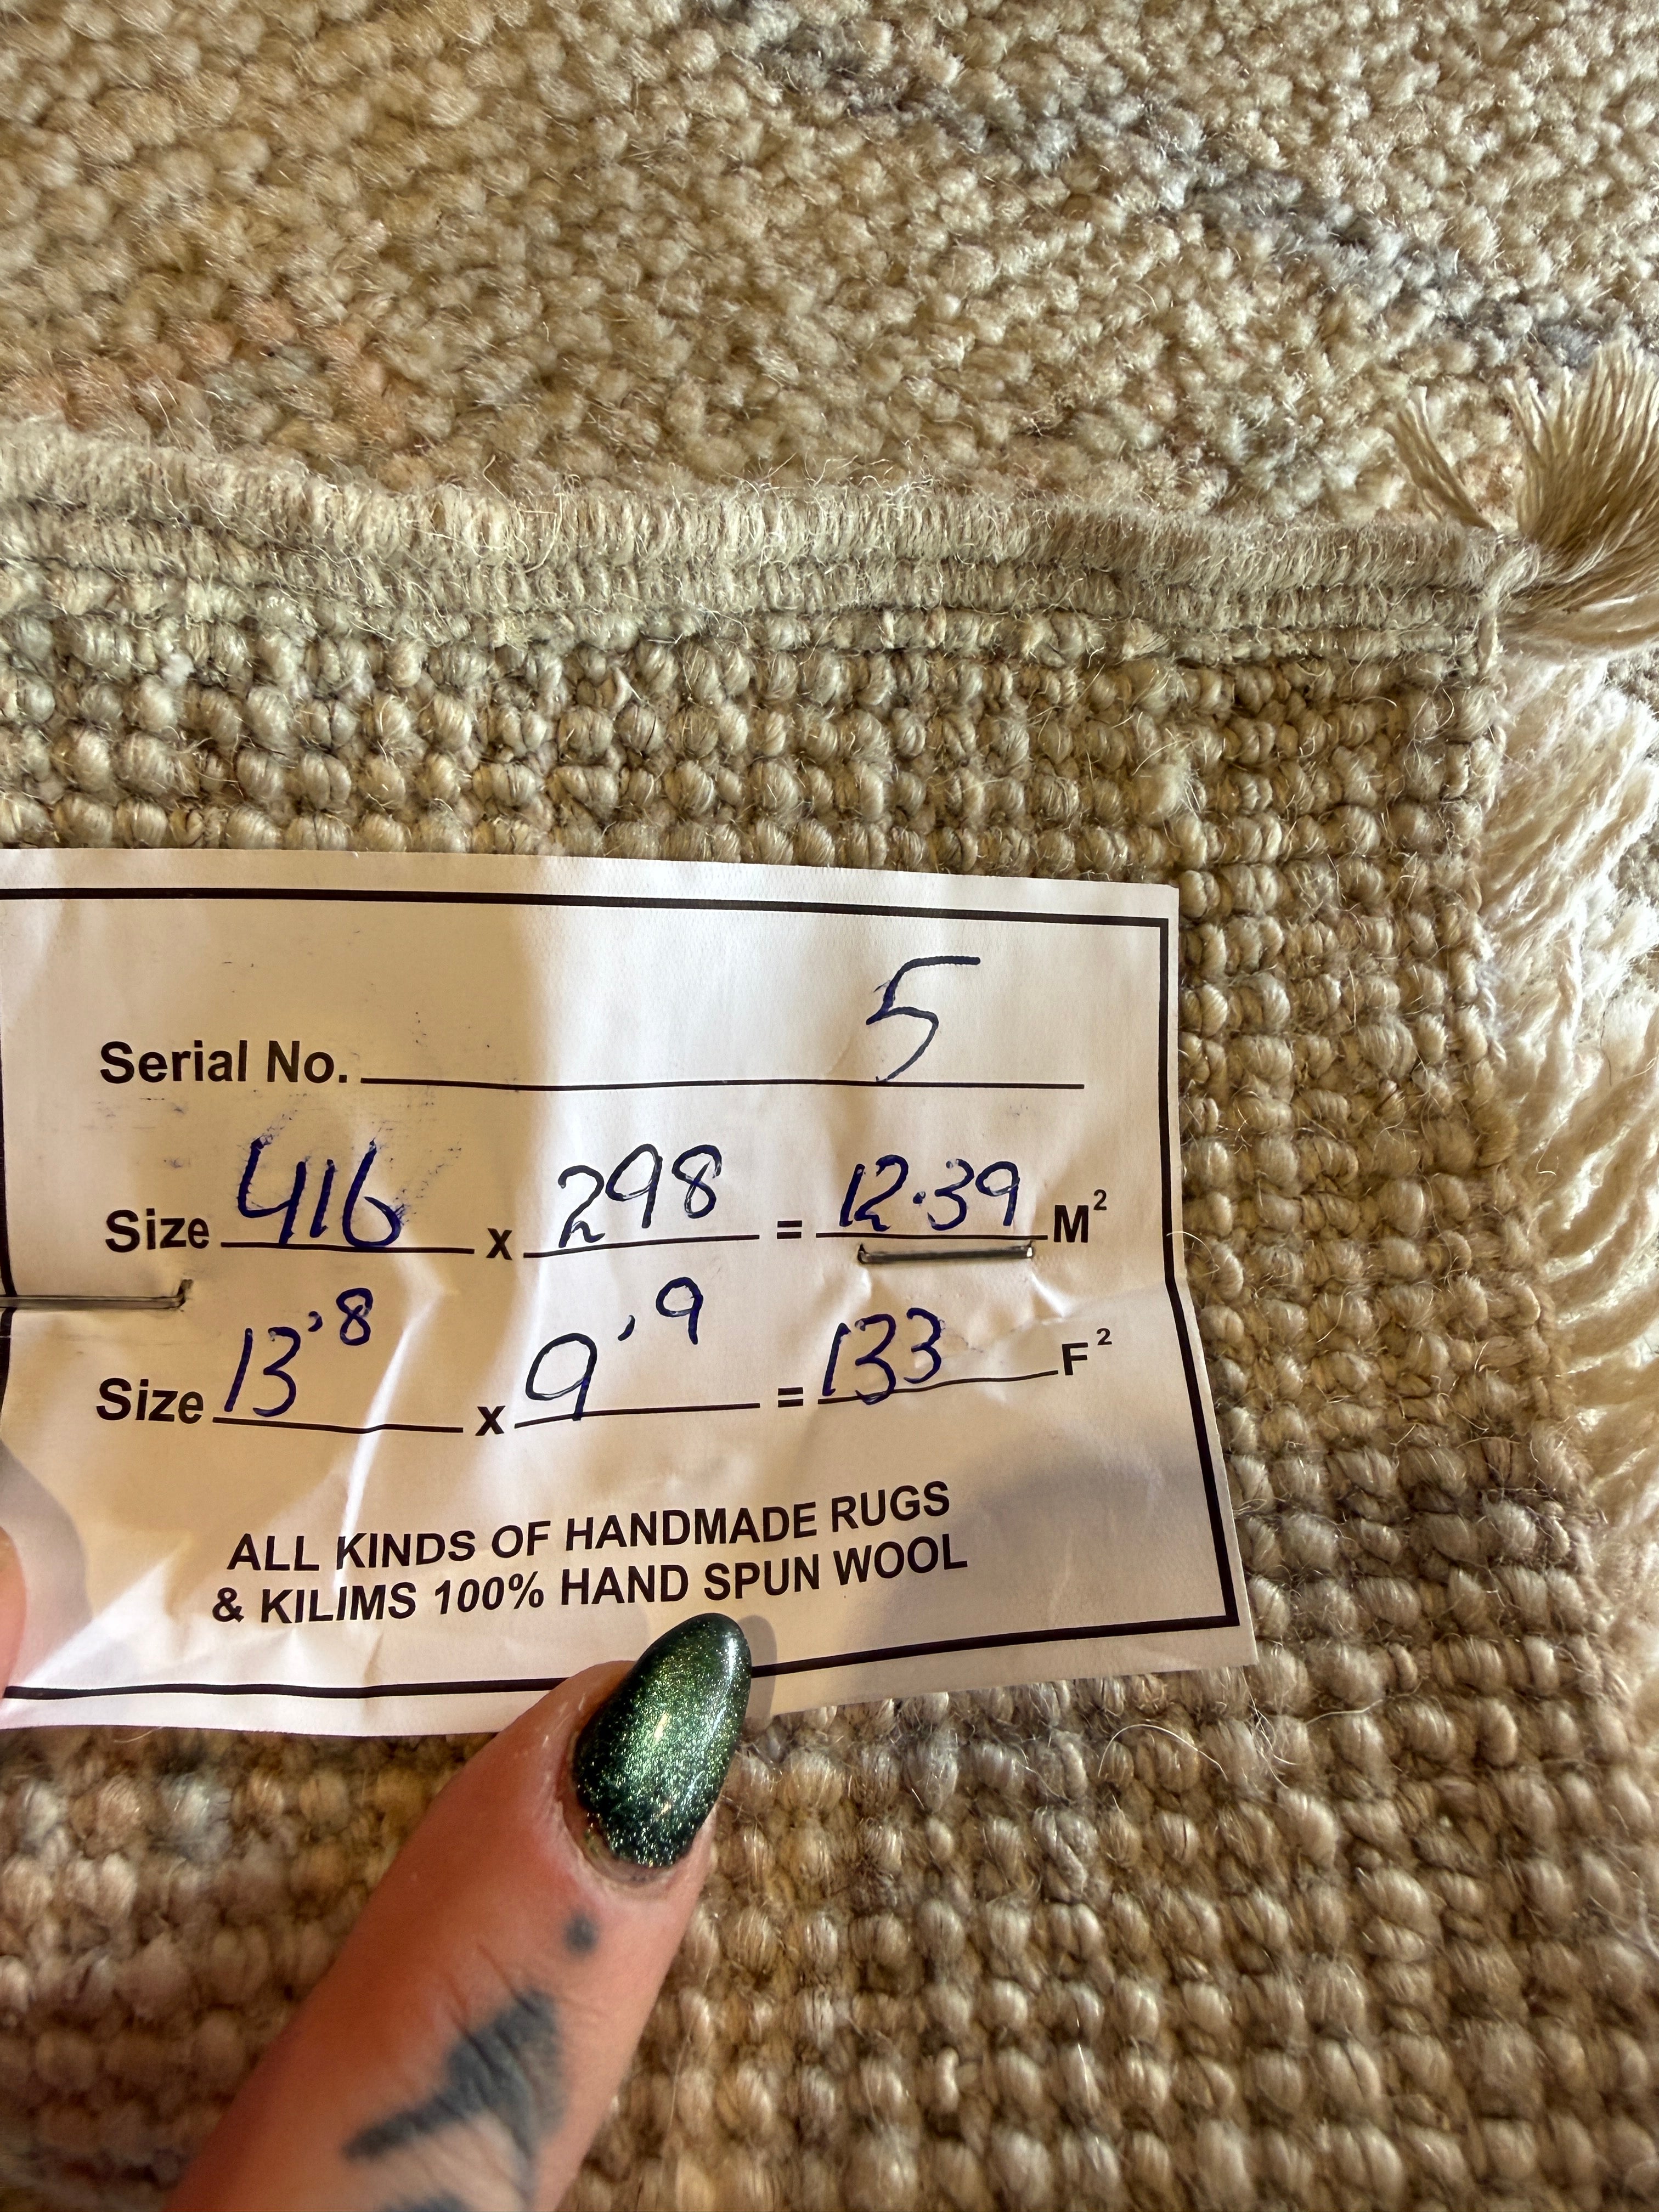 Serial No. 5
Size 416 x 298 = 12.39 M²
Size 13'8 x 9'9 = 133 F²
ALL KINDS OF HANDMADE RUGS
& KILIMS 100% HAND SPUN WOOL